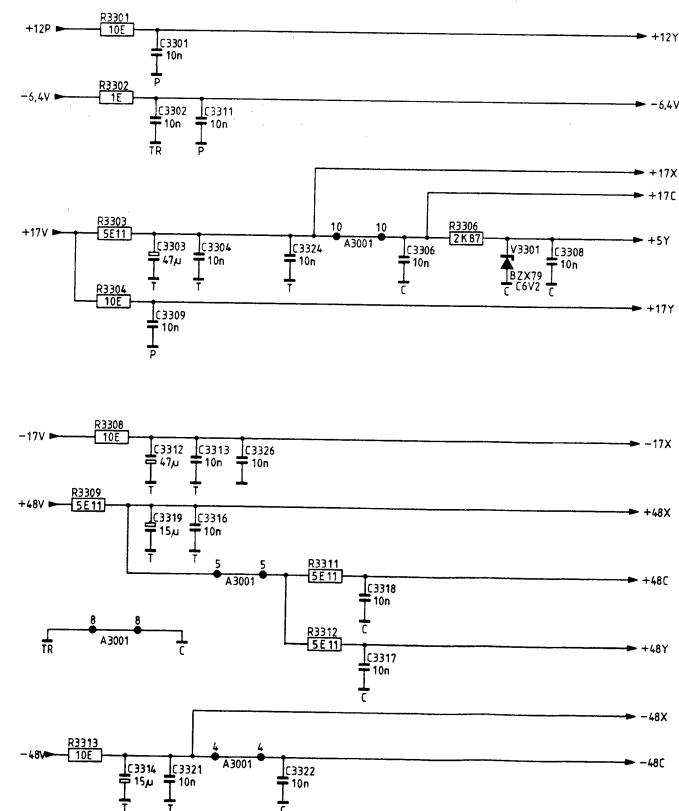 R3301
+12P 10E +12Y
C3301
10n
P
R3302
-6,4V 1E -6,4V
C3302 C3311
10n 10n
TR P
+17X
+17C
R3303 10 10 R3306
+17V 5E11 A3001 2K87 +5Y
C3303 C3304 C3324 C3306 V3301 C3308
47μ 10n 10n 10n BZX79 10n
C6V2
T T T C C C
R3304
10E +17Y
C3309
10n
P
R3308
-17V 10E -17X
C3312 C3313 C3326
47μ 10n 10n
T T
R3309
+48V 5E11 +48X
C3319 C3316
15μ 10n
T T
5 5 R3311
A3001 5E11 +48C
C3318
10n
C
8 8
TR A3001 C
R3312
5E11 +48Y
C3317
10n
C
-48X
R3313 4 4
-48V 10E A3001 -48C
C3314 C3321 C3322
15μ 10n 10n
T T C